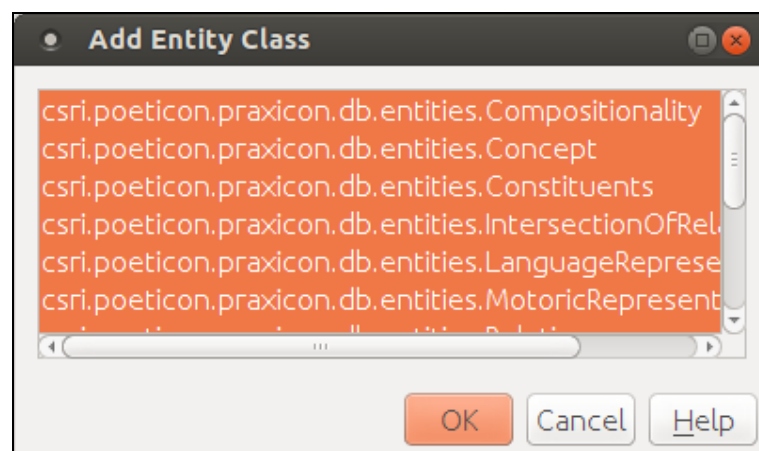 Add Entity Class
csri.poeticon.praxicon.db.entities.Compositionality
csri.poeticon.praxicon.db.entities.Concept
csri.poeticon.praxicon.db.entities.Constituents
csri.poeticon.praxicon.db.entities.IntersectionOfRel
csri.poeticon.praxicon.db.entities.LanguageReprese
csri.poeticon.praxicon.db.entities.MotoricRepresent
OK Cancel Help